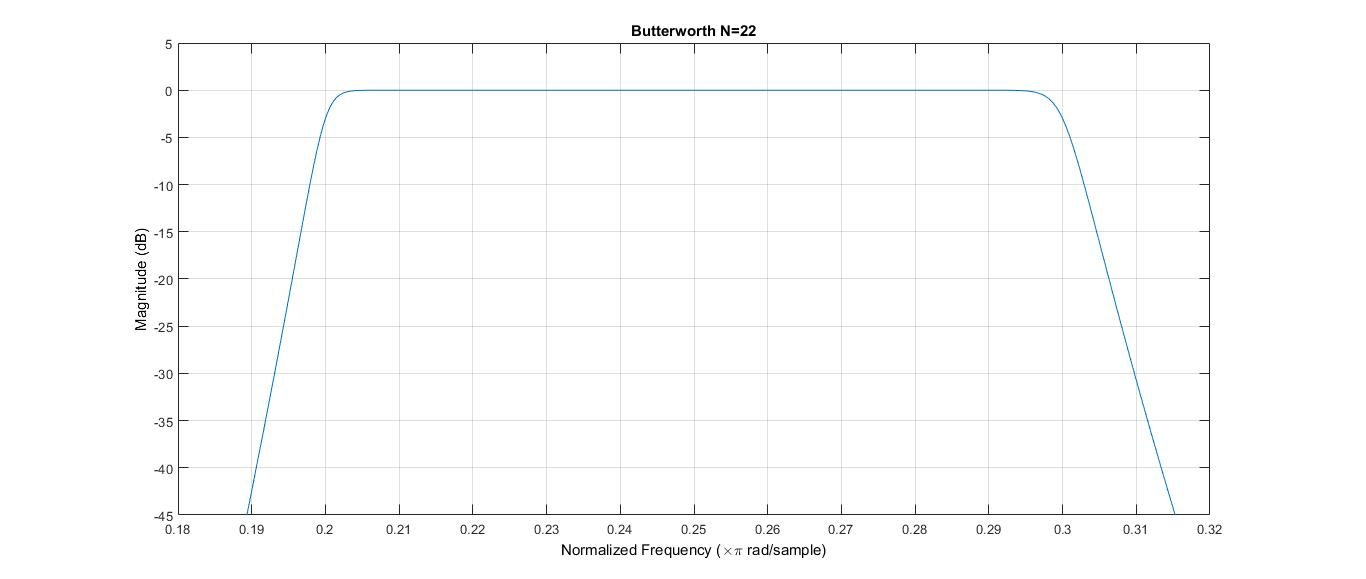 Butterworth N=22
5
0
-5
-10
-15
-20
-25
-30
-35
-40
-45
Magnitude (dB)
0.18 0.19 0.2 0.21 0.22 0.23 0.24 0.25 0.26 0.27 0.28 0.29 0.3 0.31 0.32
Normalized Frequency (×π rad/sample)